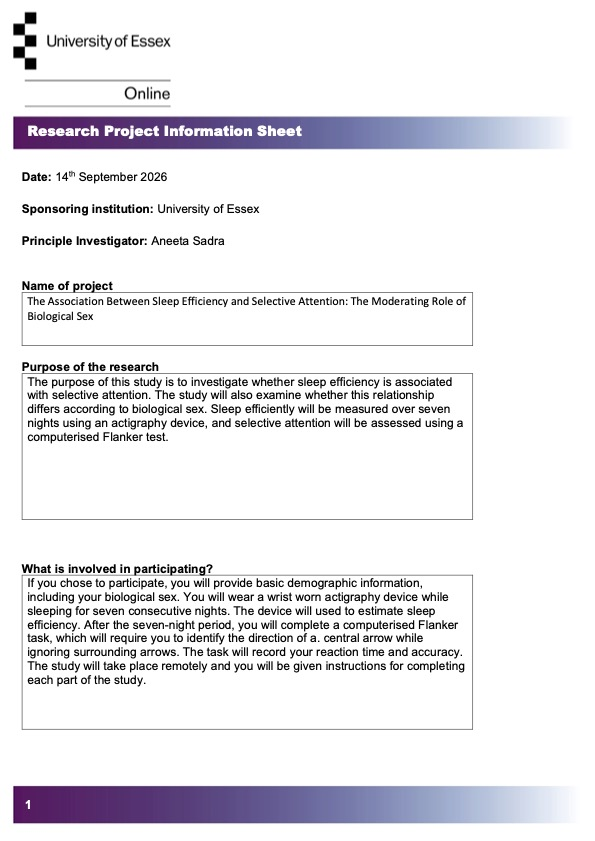 University of Essex
Online
Research Project Information Sheet
Date: 14th September 2026
Sponsoring institution: University of Essex
Principle Investigator: Aneeta Sadra
Name of project
The Association Between Sleep Efficiency and Selective Attention: The Moderating Role of
Biological Sex
Purpose of the research
The purpose of this study is to investigate whether sleep efficiency is associated
with selective attention. The study will also examine whether this relationship
differs according to biological sex. Sleep efficiently will be measured over seven
nights using an actigraphy device, and selective attention will be assessed using a
computerised Flanker test.
What is involved in participating?
If you chose to participate, you will provide basic demographic information,
including your biological sex. You will wear a wrist worn actigraphy device while
sleeping for seven consecutive nights. The device will used to estimate sleep
efficiency. After the seven-night period, you will complete a computerised Flanker
task, which will require you to identify the direction of a. central arrow while
ignoring surrounding arrows. The task will record your reaction time and accuracy.
The study will take place remotely and you will be given instructions for completing
each part of the study.
1